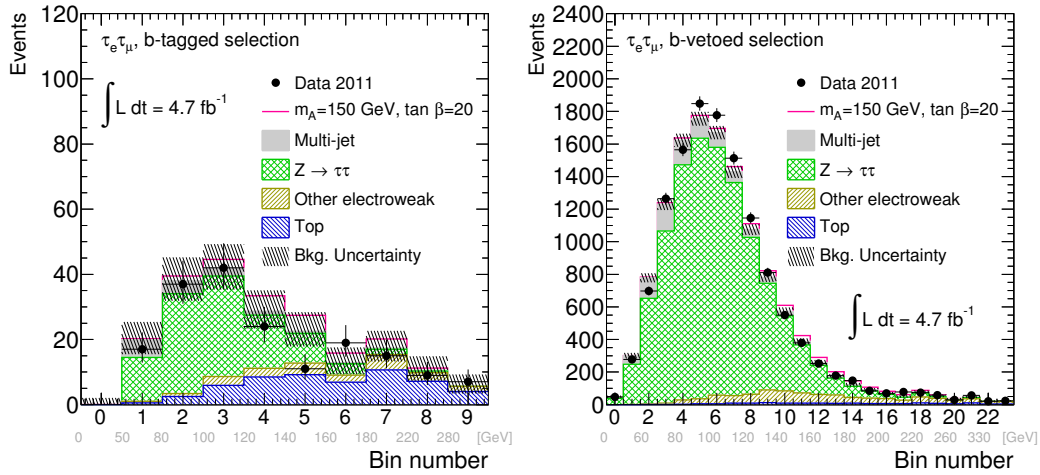 Events
120
100
80
60
40
20
0
τeτμ, b-tagged selection
∫ L dt = 4.7 fb⁻¹
Data 2011
mA=150 GeV, tan β=20
Multi-jet
Z → ττ
Other electroweak
Top
Bkg. Uncertainty
0 1 2 3 4 5 6 7 8 9
0 50 80 100 120 140 160 180 220 280 [GeV]
Bin number
Events
2400
2200
2000
1800
1600
1400
1200
1000
800
600
400
200
0
τeτμ, b-vetoed selection
Data 2011
mA=150 GeV, tan β=20
Multi-jet
Z → ττ
Other electroweak
Top
Bkg. Uncertainty
∫ L dt = 4.7 fb⁻¹
0 2 4 6 8 10 12 14 16 18 20 22
0 60 80 100 120 140 160 180 200 230 260 330 [GeV]
Bin number